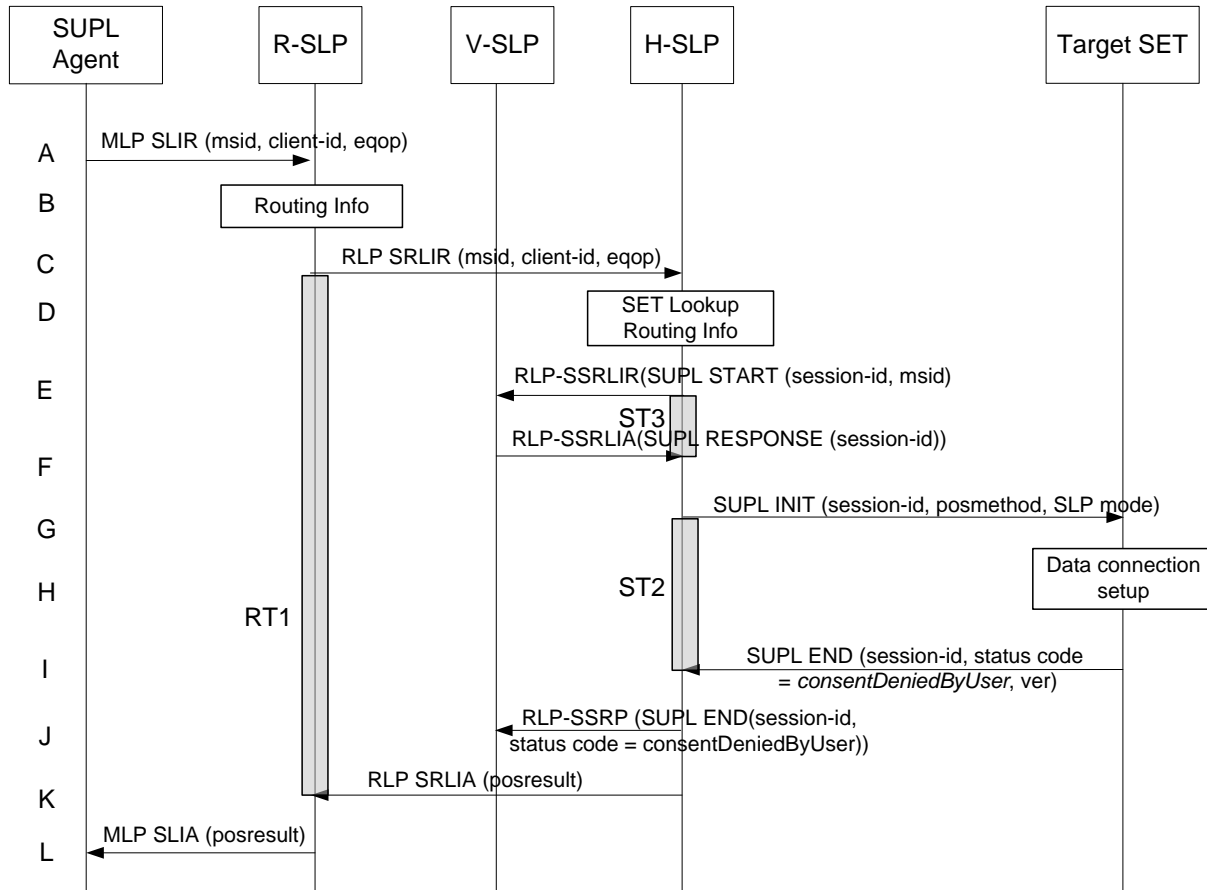 SUPL
Agent
R-SLP
V-SLP
H-SLP
Target SET
A
MLP SLIR (msid, client-id, eqop)
B
Routing Info
C
RLP SRLIR (msid, client-id, eqop)
D
SET Lookup
Routing Info
E
RLP-SSRLIR(SUPL START (session-id, msid)
ST3
RLP-SSRLIA(SUPL RESPONSE (session-id))
F
SUPL INIT (session-id, posmethod, SLP mode)
G
Data connection
setup
H
ST2
RT1
I
SUPL END (session-id, status code
= consentDeniedByUser, ver)
J
RLP-SSRP (SUPL END(session-id,
status code = consentDeniedByUser))
RLP SRLIA (posresult)
K
MLP SLIA (posresult)
L